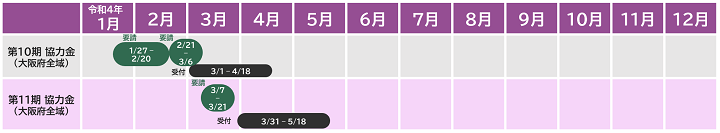 令和4年
1月 2月 3月 4月 5月 6月 7月 8月 9月 10月 11月 12月
要請 要請
第10期 協力金
(大阪府全域)
1/27－
2/20
2/21
－
3/6
受付 3/1－4/18
要請
第11期 協力金
(大阪府全域)
3/7
－
3/21
受付 3/31－5/18